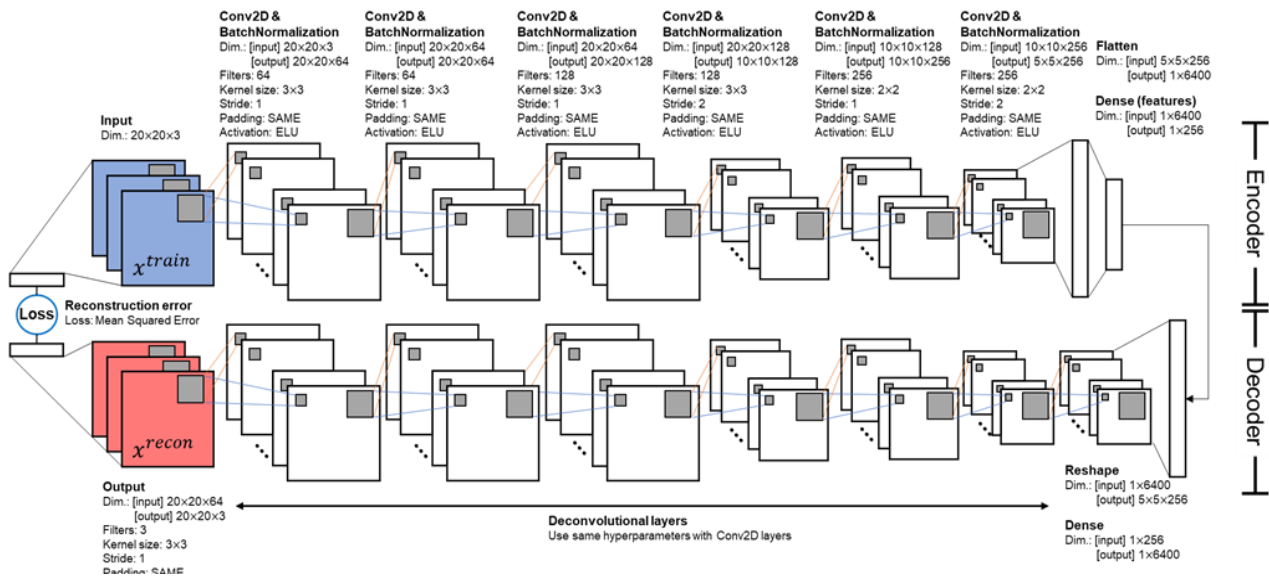 Conv2D &
BatchNormalization
Dim.: [input] 20×20×3
[output] 20×20×64
Filters: 64
Kernel size: 3×3
Stride: 1
Padding: SAME
Activation: ELU
Conv2D &
BatchNormalization
Dim.: [input] 20×20×64
[output] 20×20×64
Filters: 64
Kernel size: 3×3
Stride: 1
Padding: SAME
Activation: ELU
Conv2D &
BatchNormalization
Dim.: [input] 20×20×64
[output] 20×20×128
Filters: 128
Kernel size: 3×3
Stride: 1
Padding: SAME
Activation: ELU
Conv2D &
BatchNormalization
Dim.: [input] 20×20×128
[output] 10×10×128
Filters: 128
Kernel size: 3×3
Stride: 2
Padding: SAME
Activation: ELU
Conv2D &
BatchNormalization
Dim.: [input] 10×10×128
[output] 10×10×256
Filters: 256
Kernel size: 2×2
Stride: 1
Padding: SAME
Activation: ELU
Conv2D &
BatchNormalization
Dim.: [input] 10×10×256
[output] 5×5×256
Filters: 256
Kernel size: 2×2
Stride: 2
Padding: SAME
Activation: ELU
Flatten
Dim.: [input] 5×5×256
[output] 1×6400
Dense (features)
Dim.: [input] 1×6400
[output] 1×256
Input
Dim.: 20×20×3
x^train
Encoder
Loss
Reconstruction error
Loss: Mean Squared Error
x^recon
Decoder
Output
Dim.: [input] 20×20×64
[output] 20×20×3
Filters: 3
Kernel size: 3×3
Stride: 1
Padding: SAME
Deconvolutional layers
Use same hyperparameters with Conv2D layers
Reshape
Dim.: [input] 1×6400
[output] 5×5×256
Dense
Dim.: [input] 1×256
[output] 1×6400